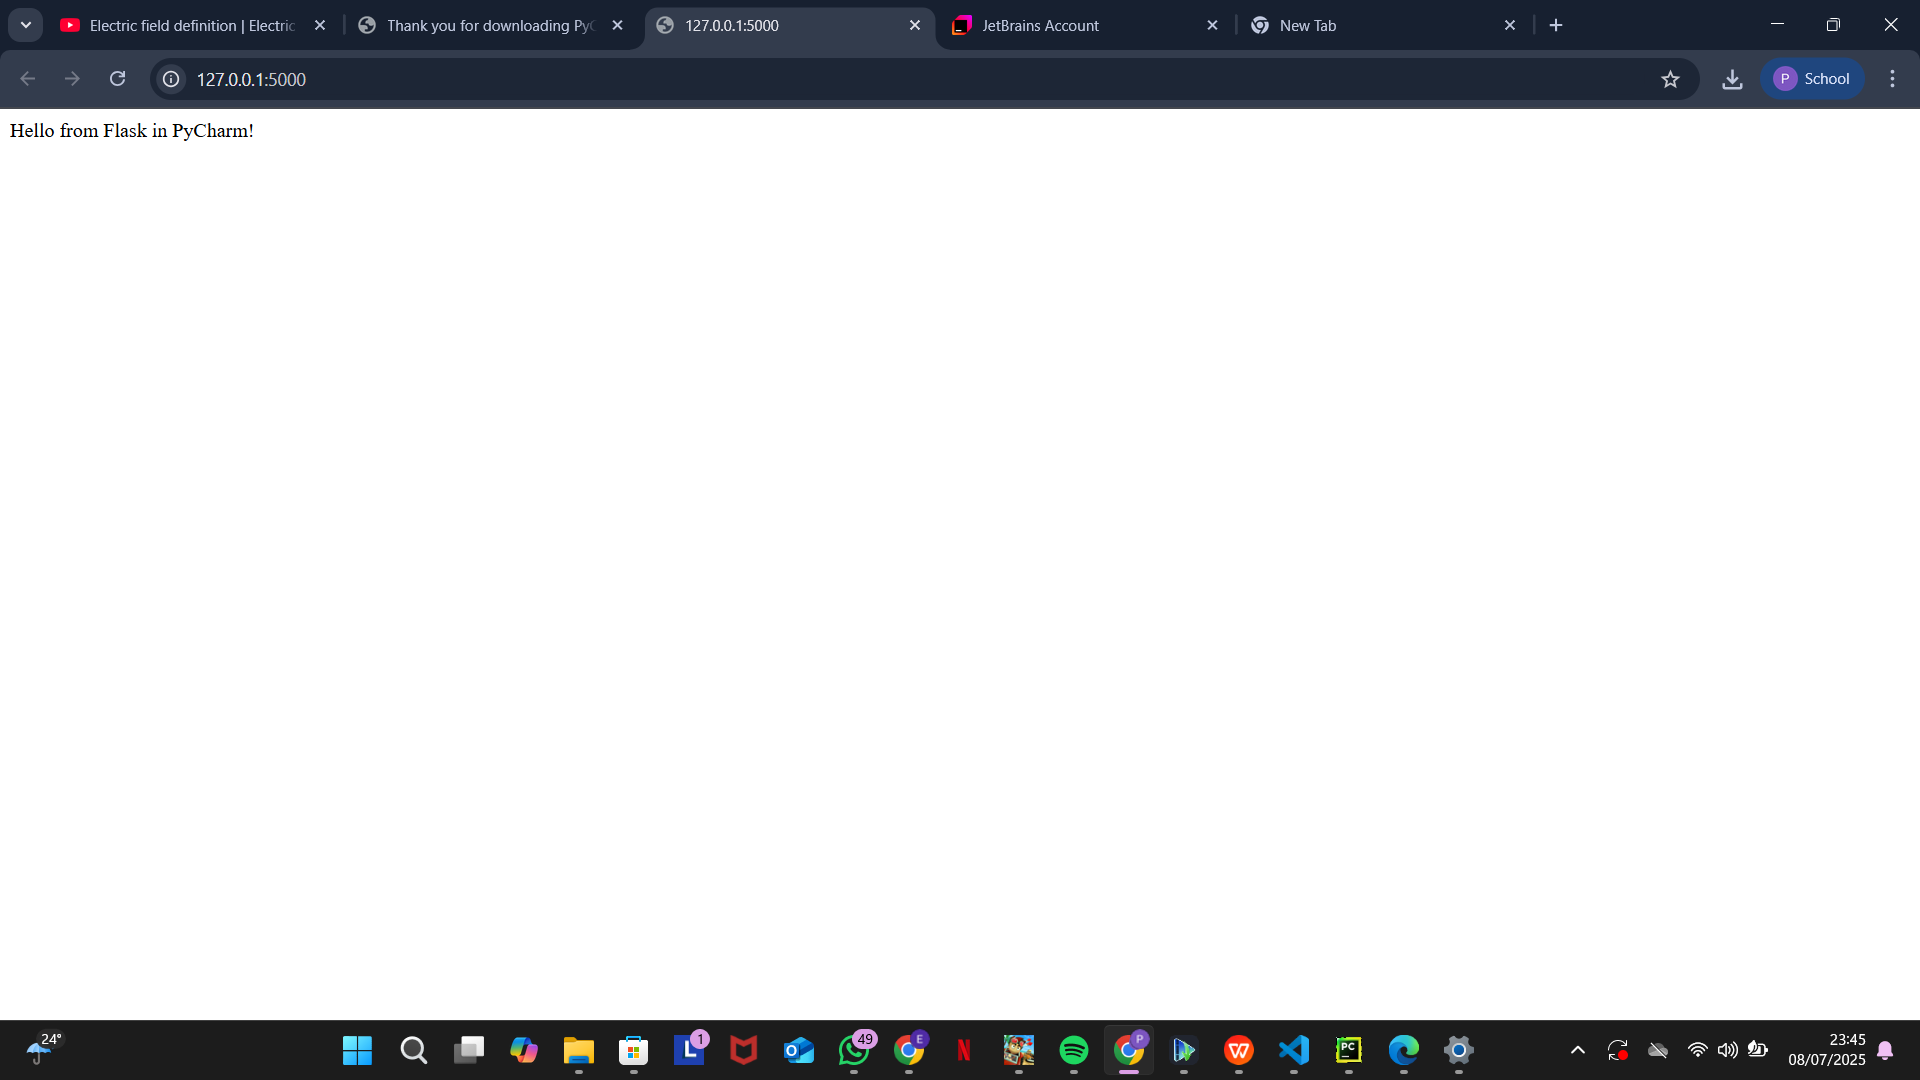 Electric field definition | Electric
Thank you for downloading PyC
127.0.0.1:5000
JetBrains Account
New Tab
127.0.0.1:5000
P
School
Hello from Flask in PyCharm!
24°
L
1
49
E
N
P
W
PC
23:45
08/07/2025